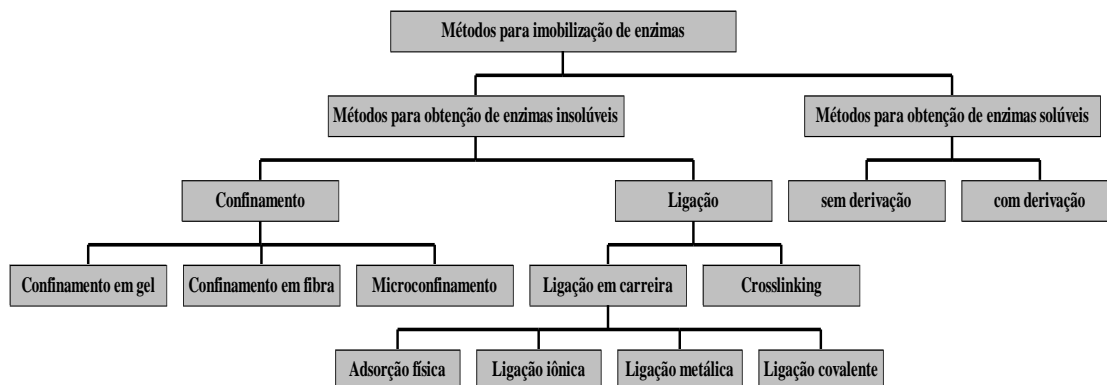 Métodos para imobilização de enzimas
Métodos para obtenção de enzimas insolúveis
Métodos para obtenção de enzimas solúveis
Confinamento
Ligação
sem derivação
com derivação
Confinamento em gel
Confinamento em fibra
Microconfinamento
Ligação em carreira
Crosslinking
Adsorção física
Ligação iônica
Ligação metálica
Ligação covalente